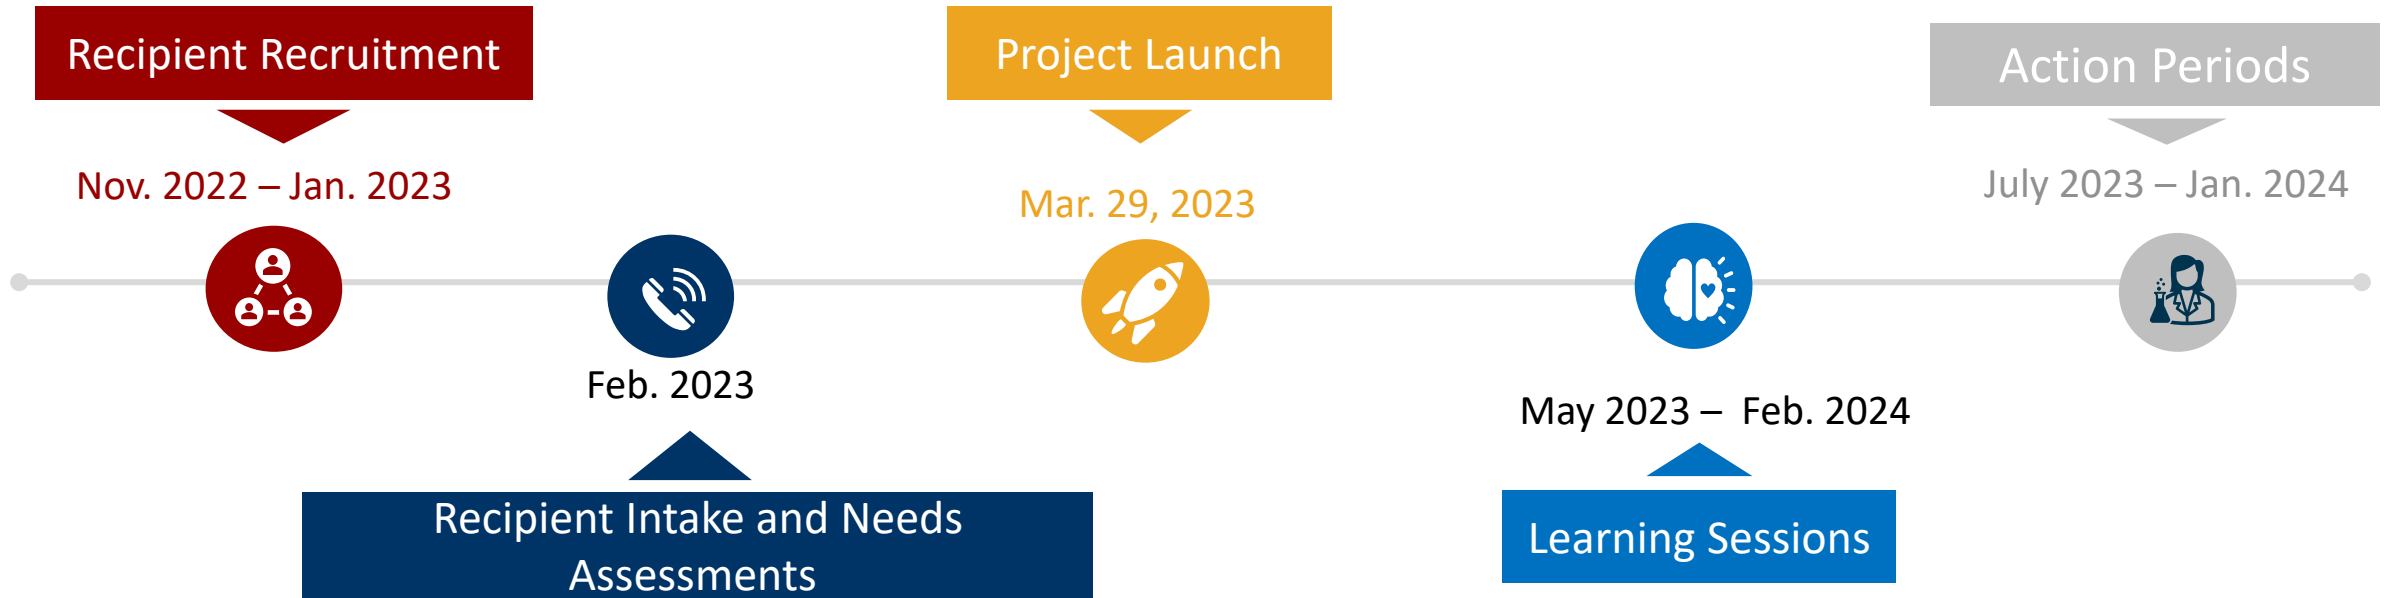 Recipient Recruitment
Nov. 2022 – Jan. 2023
Feb. 2023
Recipient Intake and Needs
Assessments
Project Launch
Mar. 29, 2023
May 2023 – Feb. 2024
Learning Sessions
Action Periods
July 2023 – Jan. 2024